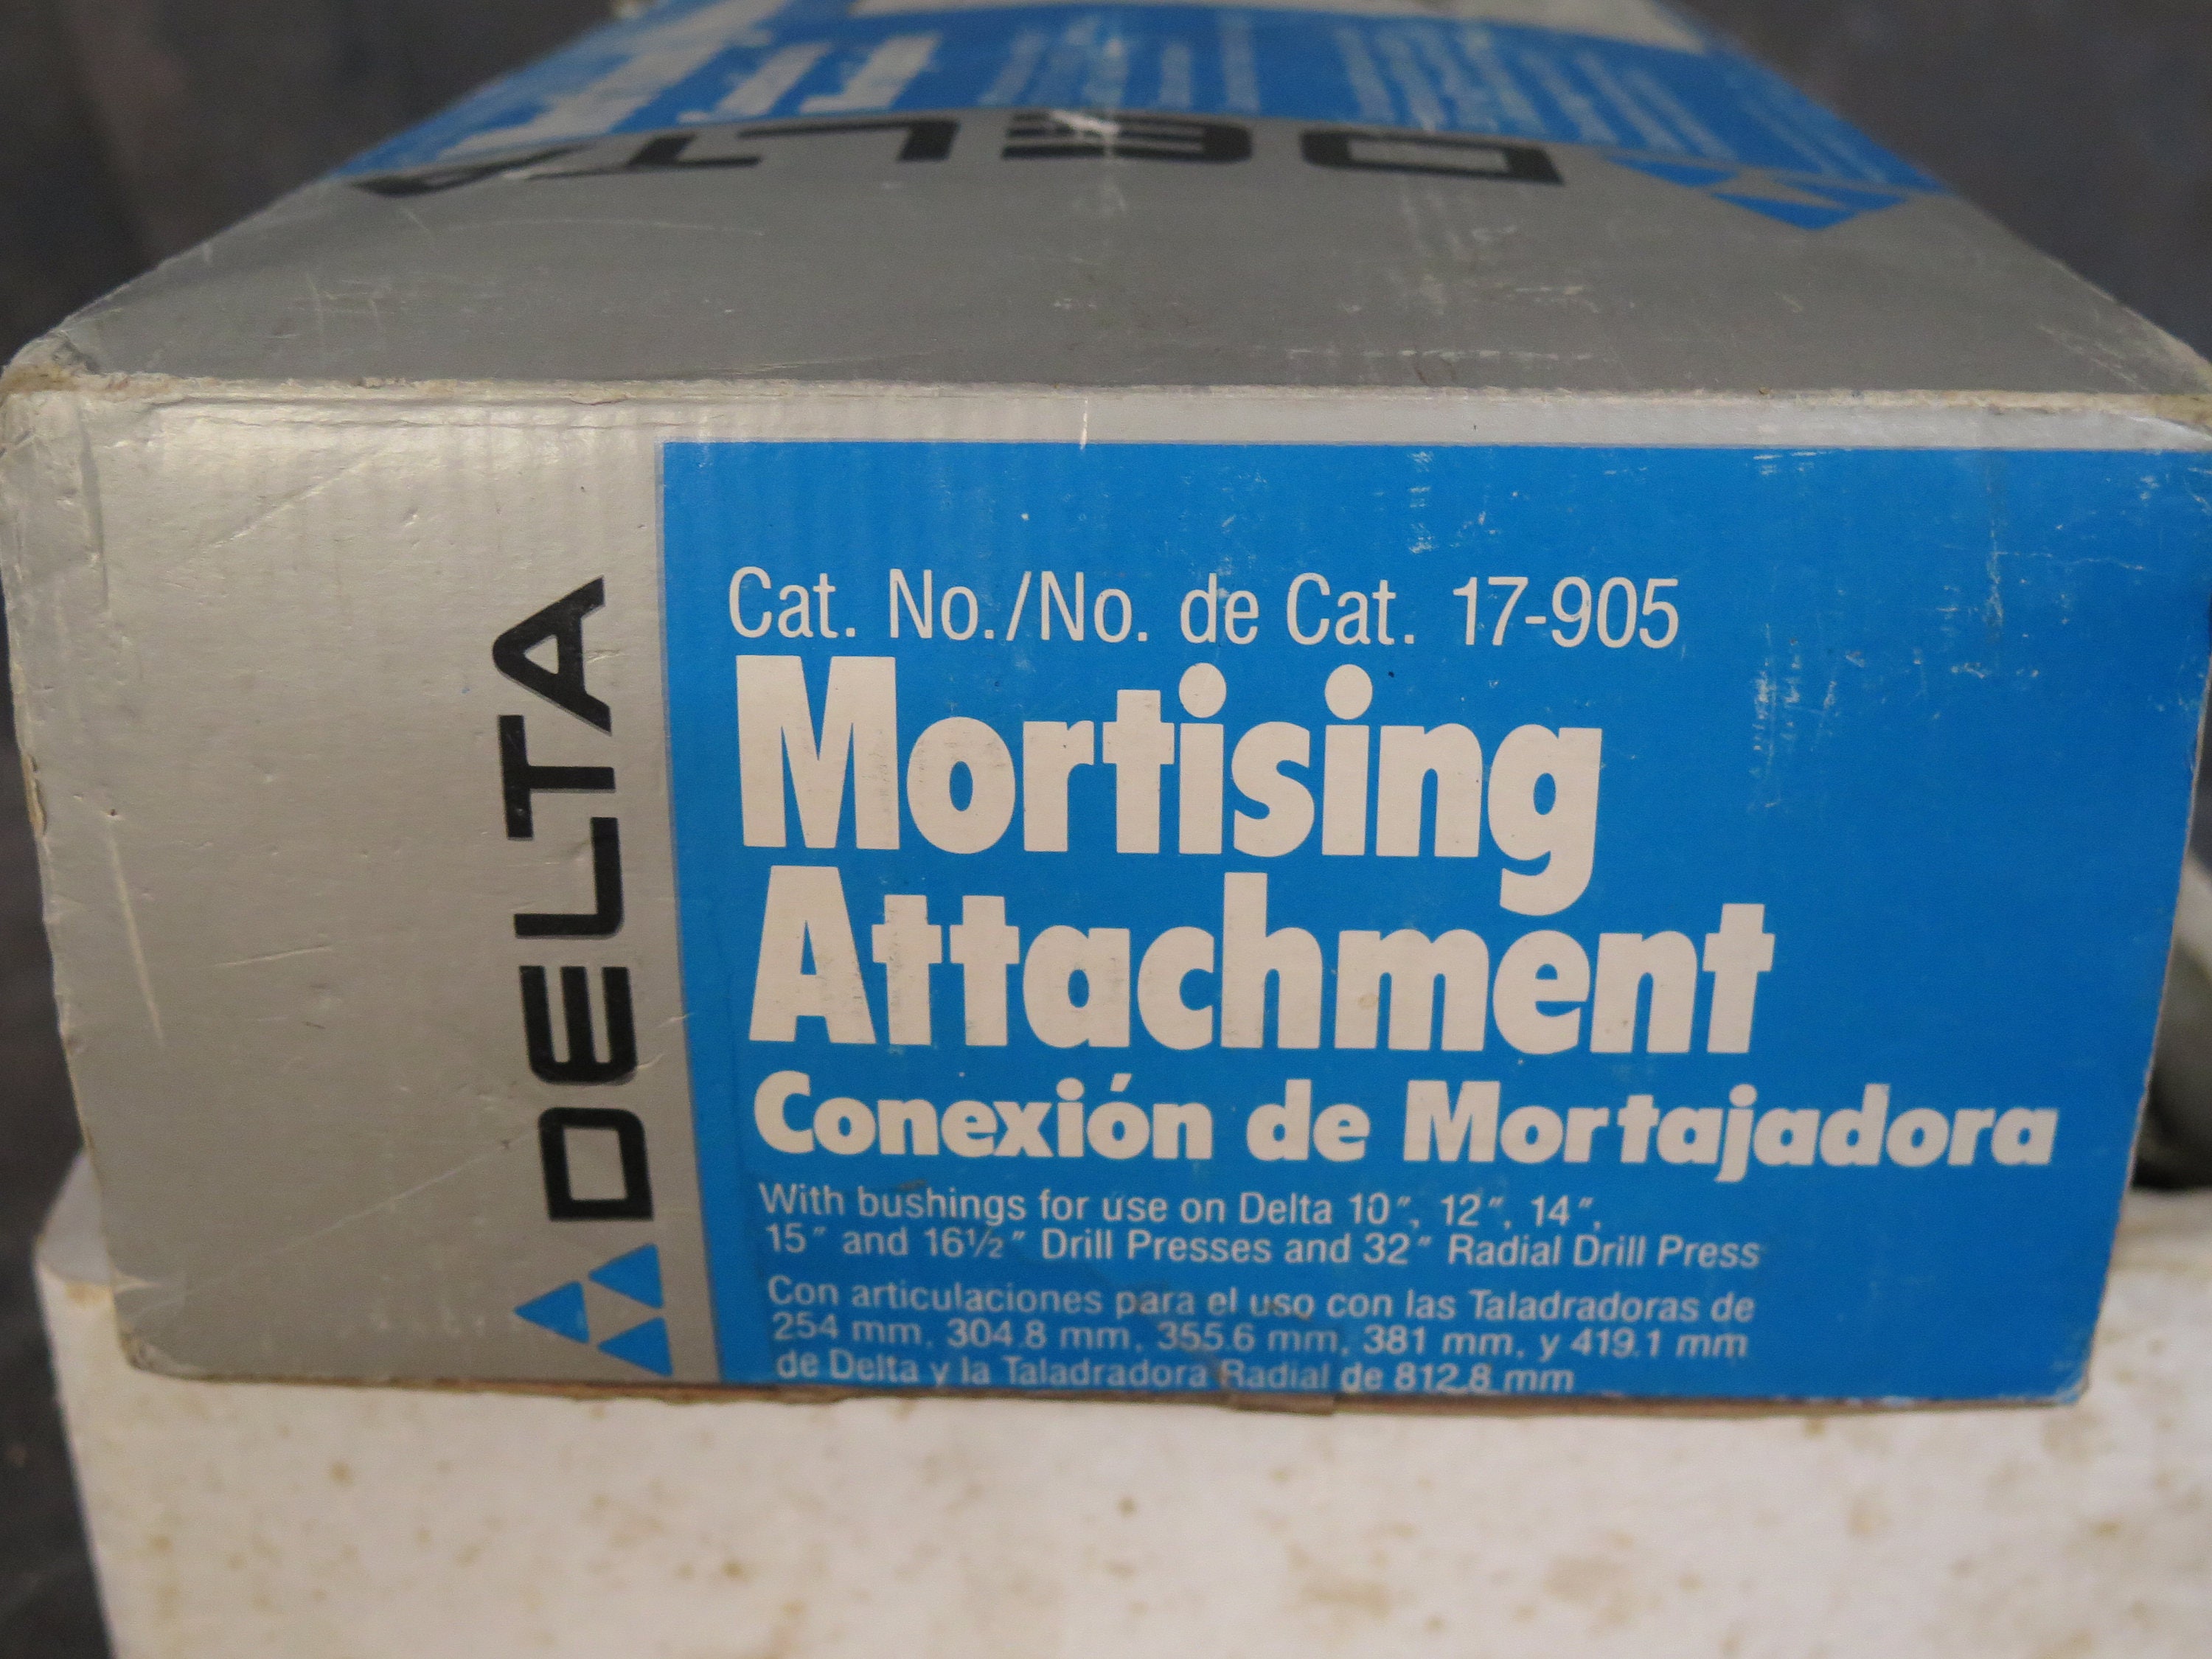 DELTA
DELTA
Cat. No./No. de Cat. 17-905
Mortising
Attachment
Conexión de Mortajadora
With bushings for use on Delta 10", 12", 14",
15" and 16½" Drill Presses and 32" Radial Drill Press
Con articulaciones para el uso con las Taladradoras de
254 mm, 304.8 mm, 355.6 mm, 381 mm, y 419.1 mm
de Delta y la Taladradora Radial de 812.8 mm